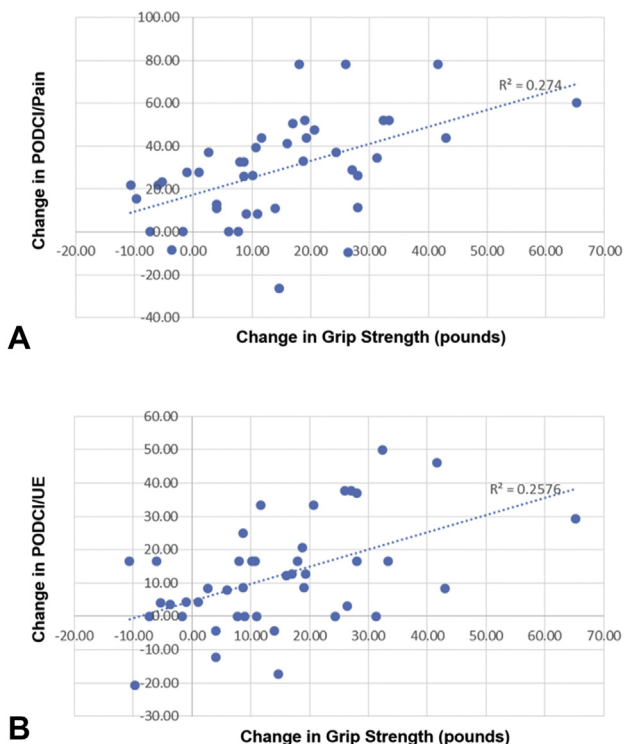 100.00
80.00
60.00
40.00
20.00
0.00
-20.00
-40.00
-20.00 -10.00 0.00 10.00 20.00 30.00 40.00 50.00 60.00 70.00
R² = 0.274
Change in PODCI/Pain
Change in Grip Strength (pounds)
A
60.00
50.00
40.00
30.00
20.00
10.00
0.00
-10.00
-20.00
-30.00
-20.00 -10.00 0.00 10.00 20.00 30.00 40.00 50.00 60.00 70.00
R² = 0.2576
Change in PODCI/UE
Change in Grip Strength (pounds)
B